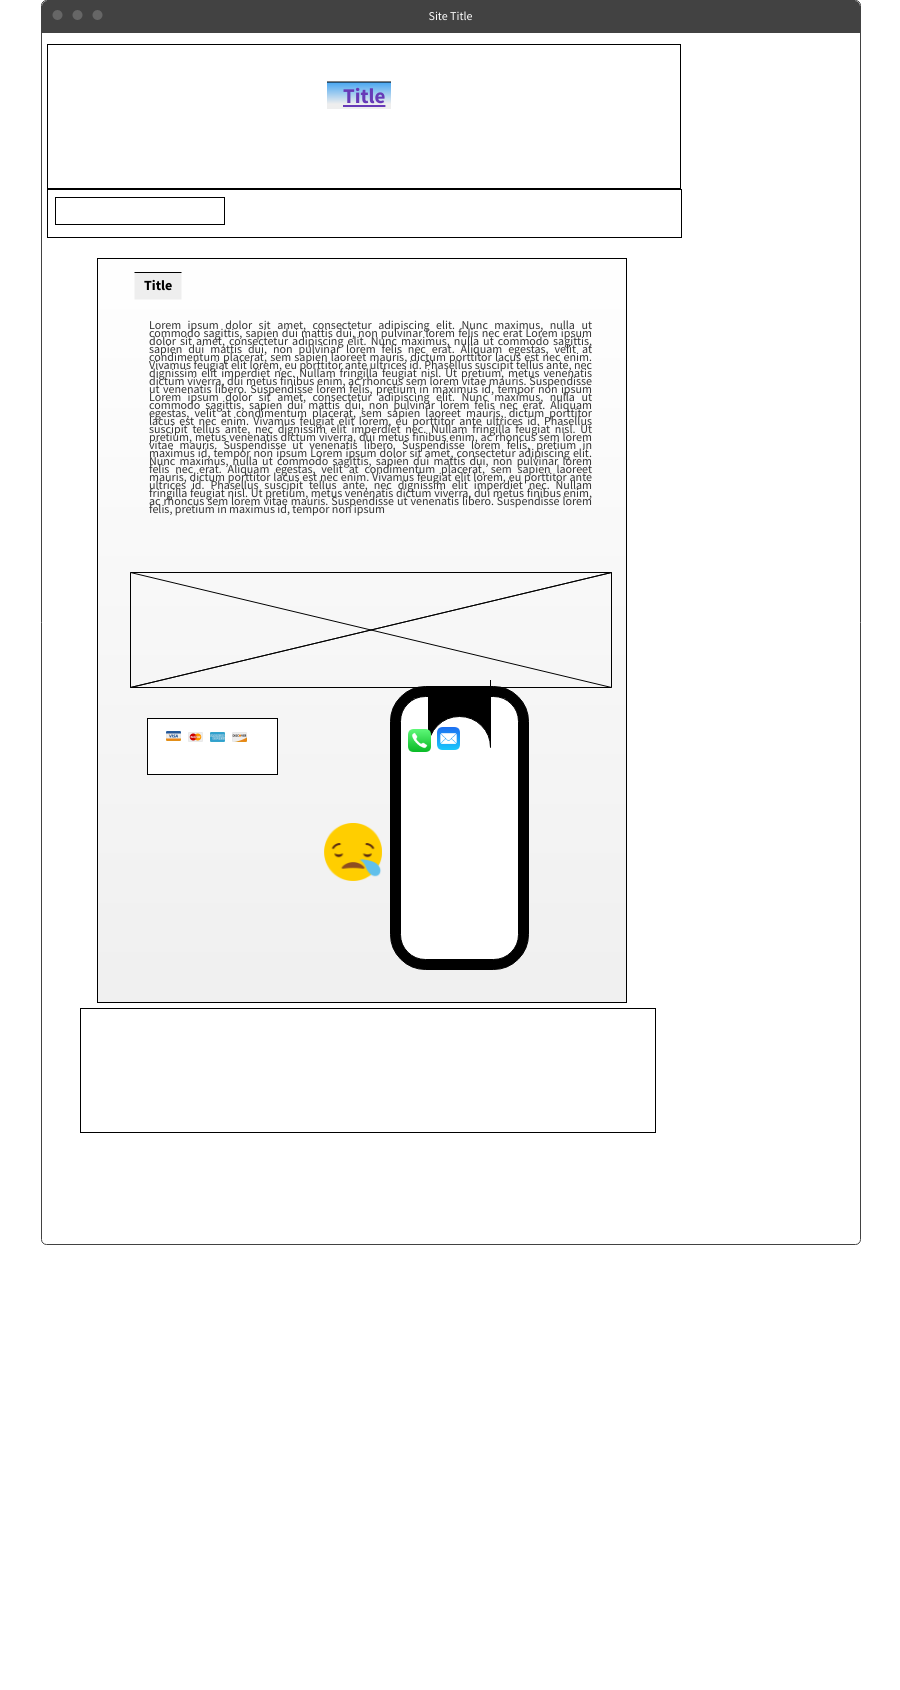 Site Title
Title
Title
Lorem ipsum dolor sit amet, consectetur adipiscing elit. Nunc maximus, nulla ut
commodo sagittis, sapien dui mattis dui, non pulvinar lorem felis nec erat Lorem ipsum
dolor sit amet, consectetur adipiscing elit. Nunc maximus, nulla ut commodo sagittis,
sapien dui mattis dui, non pulvinar lorem felis nec erat. Aliquam egestas, velit at
condimentum placerat, sem sapien laoreet mauris, dictum porttitor lacus est nec enim.
Vivamus feugiat elit lorem, eu porttitor ante ultrices id. Phasellus suscipit tellus ante, nec
dignissim elit imperdiet nec. Nullam fringilla feugiat nisl. Ut pretium, metus venenatis
dictum viverra, dui metus finibus enim, ac rhoncus sem lorem vitae mauris. Suspendisse
ut venenatis libero. Suspendisse lorem felis, pretium in maximus id, tempor non ipsum
Lorem ipsum dolor sit amet, consectetur adipiscing elit. Nunc maximus, nulla ut
commodo sagittis, sapien dui mattis dui, non pulvinar lorem felis nec erat. Aliquam
egestas, velit at condimentum placerat, sem sapien laoreet mauris, dictum porttitor
lacus est nec enim. Vivamus feugiat elit lorem, eu porttitor ante ultrices id. Phasellus
suscipit tellus ante, nec dignissim elit imperdiet nec. Nullam fringilla feugiat nisl. Ut
pretium, metus venenatis dictum viverra, dui metus finibus enim, ac rhoncus sem lorem
vitae mauris. Suspendisse ut venenatis libero. Suspendisse lorem felis, pretium in
maximus id, tempor non ipsum Lorem ipsum dolor sit amet, consectetur adipiscing elit.
Nunc maximus, nulla ut commodo sagittis, sapien dui mattis dui, non pulvinar lorem
felis nec erat. Aliquam egestas, velit at condimentum placerat, sem sapien laoreet
mauris, dictum porttitor lacus est nec enim. Vivamus feugiat elit lorem, eu porttitor ante
ultrices id. Phasellus suscipit tellus ante, nec dignissim elit imperdiet nec. Nullam
fringilla feugiat nisl. Ut pretium, metus venenatis dictum viverra, dui metus finibus enim,
ac rhoncus sem lorem vitae mauris. Suspendisse ut venenatis libero. Suspendisse lorem
felis, pretium in maximus id, tempor non ipsum
VISA
DISCOVER